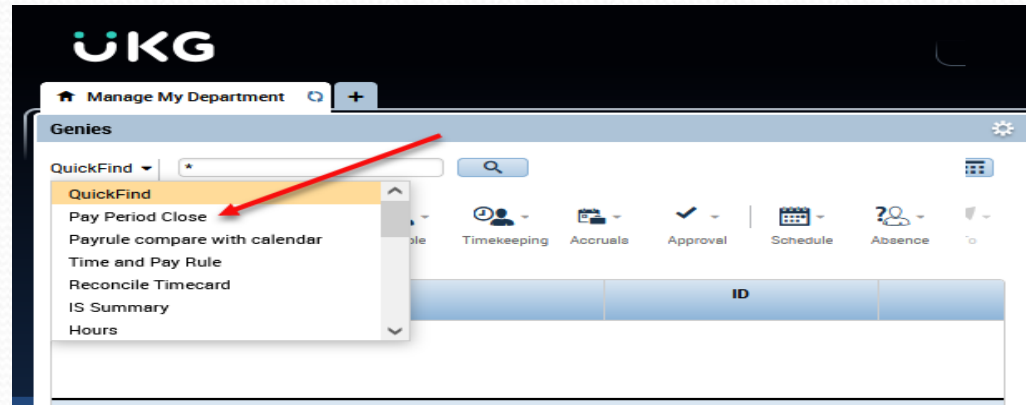 UKG
Manage My Department
+
Genies
QuickFind
*
QuickFind
Pay Period Close
Payrule compare with calendar
Time and Pay Rule
Reconcile Timecard
IS Summary
Hours
Timekeeping
Accruals
Approval
Schedule
Absence
ID